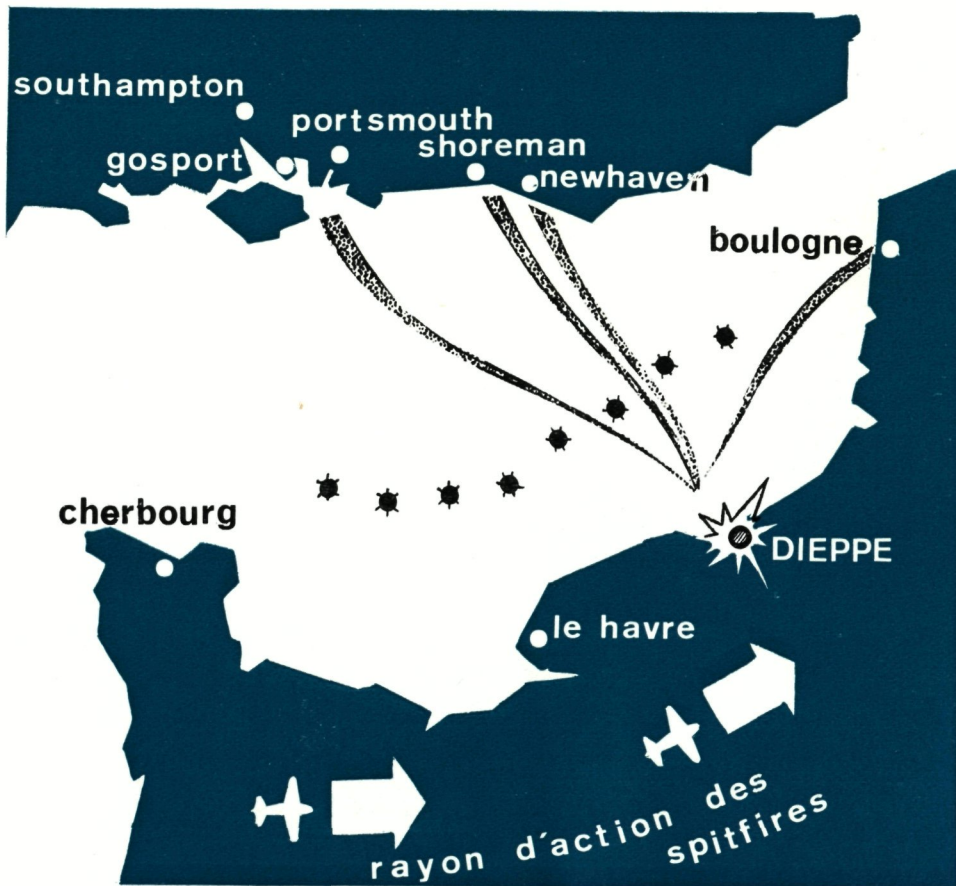 southampton
portsmouth
gosport
shoreman
newhaven
boulogne
cherbourg
DIEPPE
le havre
rayon d'action des
spitfires